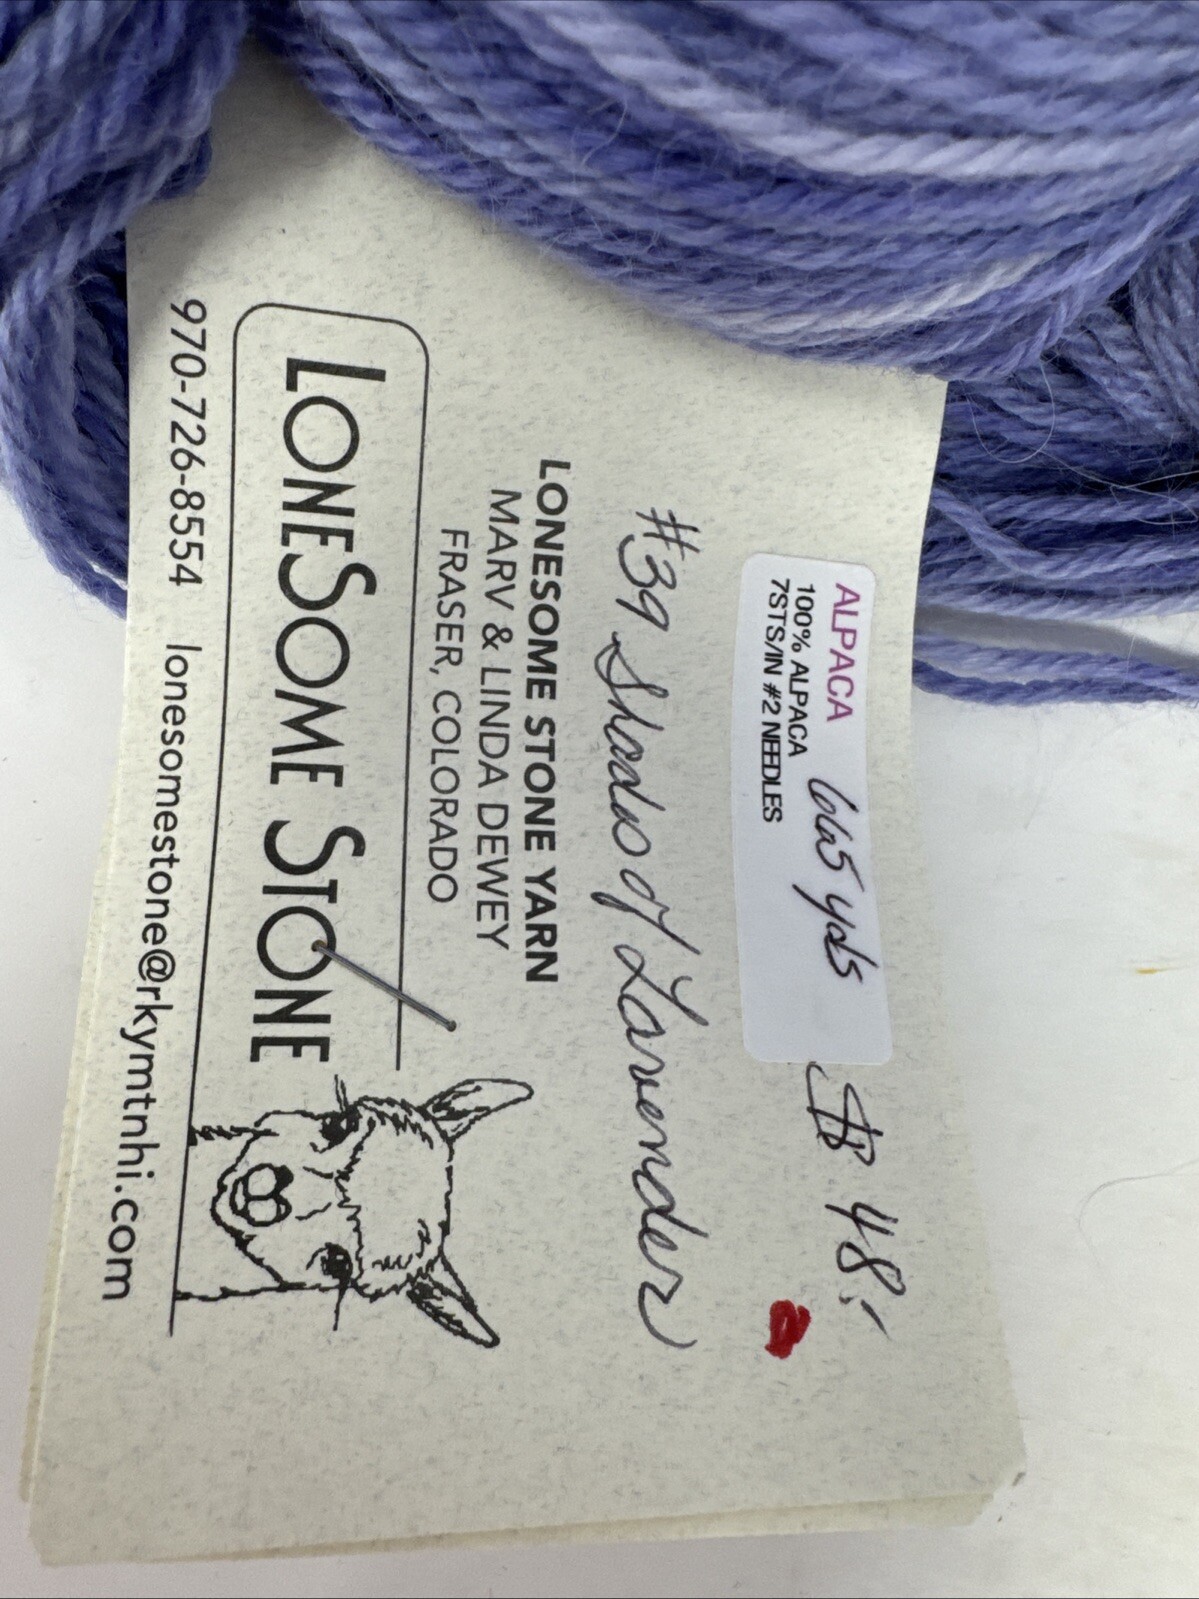 ALPACA 665 yds
100% ALPACA
7STS/IN #2 NEEDLES
$ 48.-
#39 Shades of Lavender
LONESOME STONE YARN
MARV & LINDA DEWEY
FRASER, COLORADO
LONESOME STONE
970-726-8554 lonesomestone@rkymtnhi.com